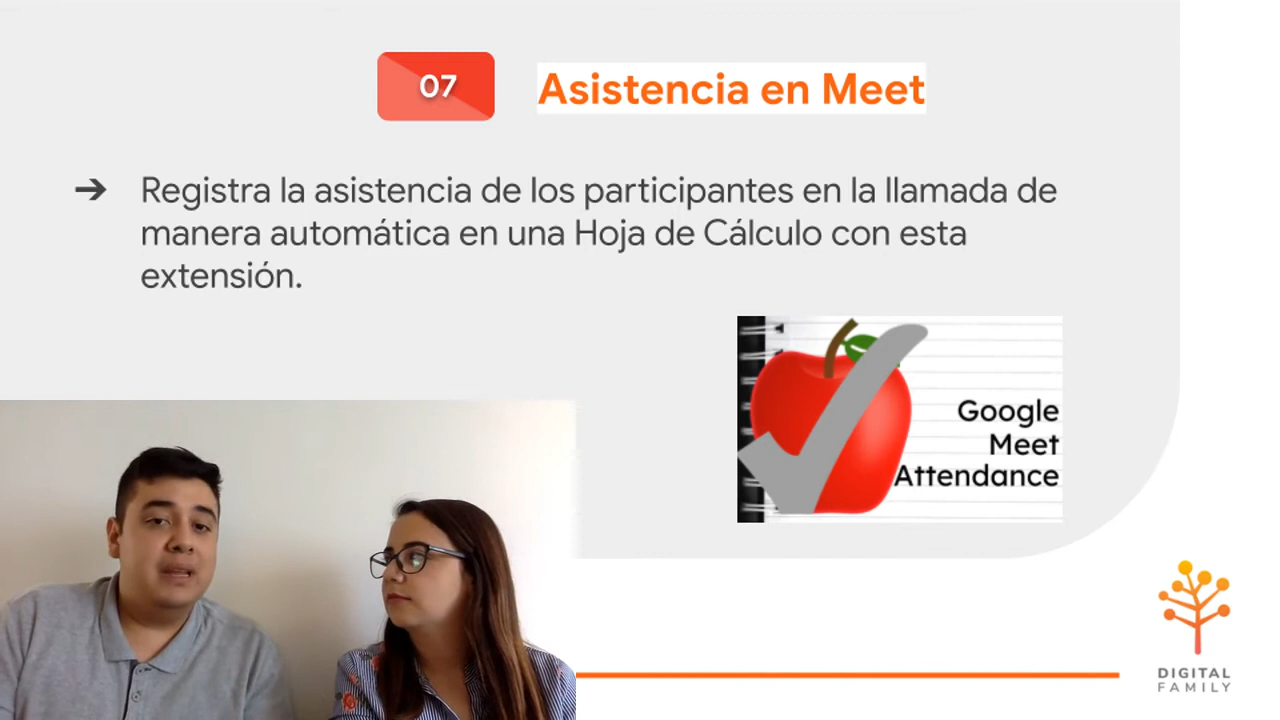 07
Asistencia en Meet
➔ Registra la asistencia de los participantes en la llamada de
manera automática en una Hoja de Cálculo con esta
extensión.
Google
Meet
Attendance
DIGITAL
FAMILY